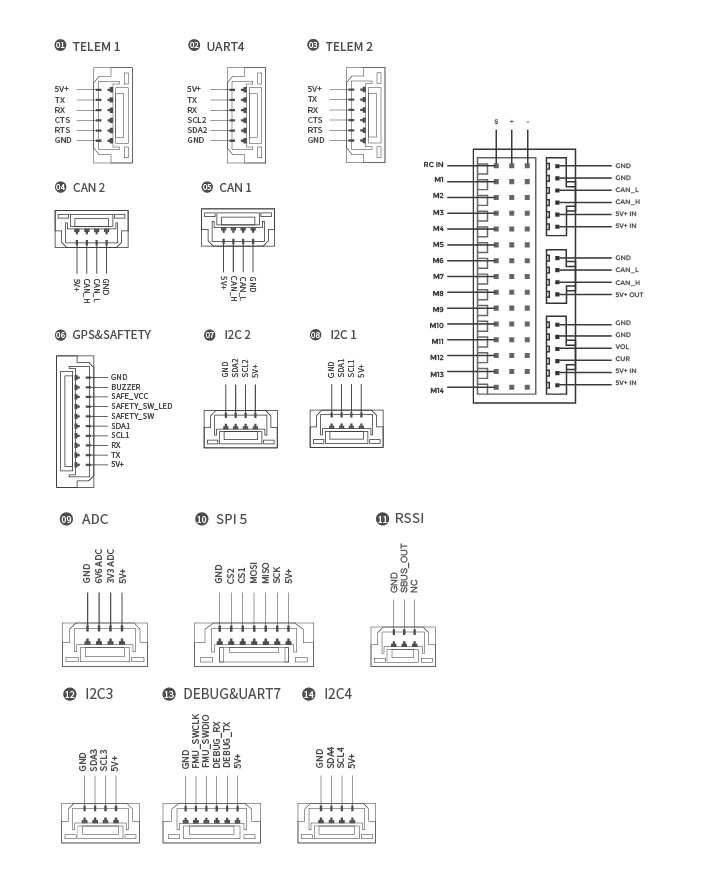 01 TELEM 1
5V+
TX
RX
CTS
RTS
GND
02 UART4
5V+
TX
RX
SCL2
SDA2
GND
03 TELEM 2
5V+
TX
RX
CTS
RTS
GND
04 CAN 2
5V+
CAN_H
CAN_L
GND
05 CAN 1
5V+
CAN_H
CAN_L
GND
S + -
RC IN
M1
M2
M3
M4
M5
M6
M7
M8
M9
M10
M11
M12
M13
M14
GND
GND
CAN_L
CAN_H
5V+ IN
5V+ IN
GND
CAN_L
CAN_H
5V+ OUT
GND
GND
VOL
CUR
5V+ IN
5V+ IN
06 GPS&SAFTETY
GND
BUZZER
SAFE_VCC
SAFETY_SW_LED
SAFETY_SW
SDA1
SCL1
RX
TX
5V+
07 I2C 2
GND
SDA2
SCL2
5V+
08 I2C 1
GND
SDA1
SCL1
5V+
09 ADC
GND
6V6 ADC
3V3 ADC
5V+
10 SPI 5
GND
CS2
CS1
MOSI
MISO
SCK
5V+
11 RSSI
GND
SBUS_OUT
NC
12 I2C3
GND
SDA3
SCL3
5V+
13 DEBUG&UART7
GND
FMU_SWCLK
FMU_SWDIO
DEBUG_RX
DEBUG_TX
5V+
14 I2C4
GND
SDA4
SCL4
5V+